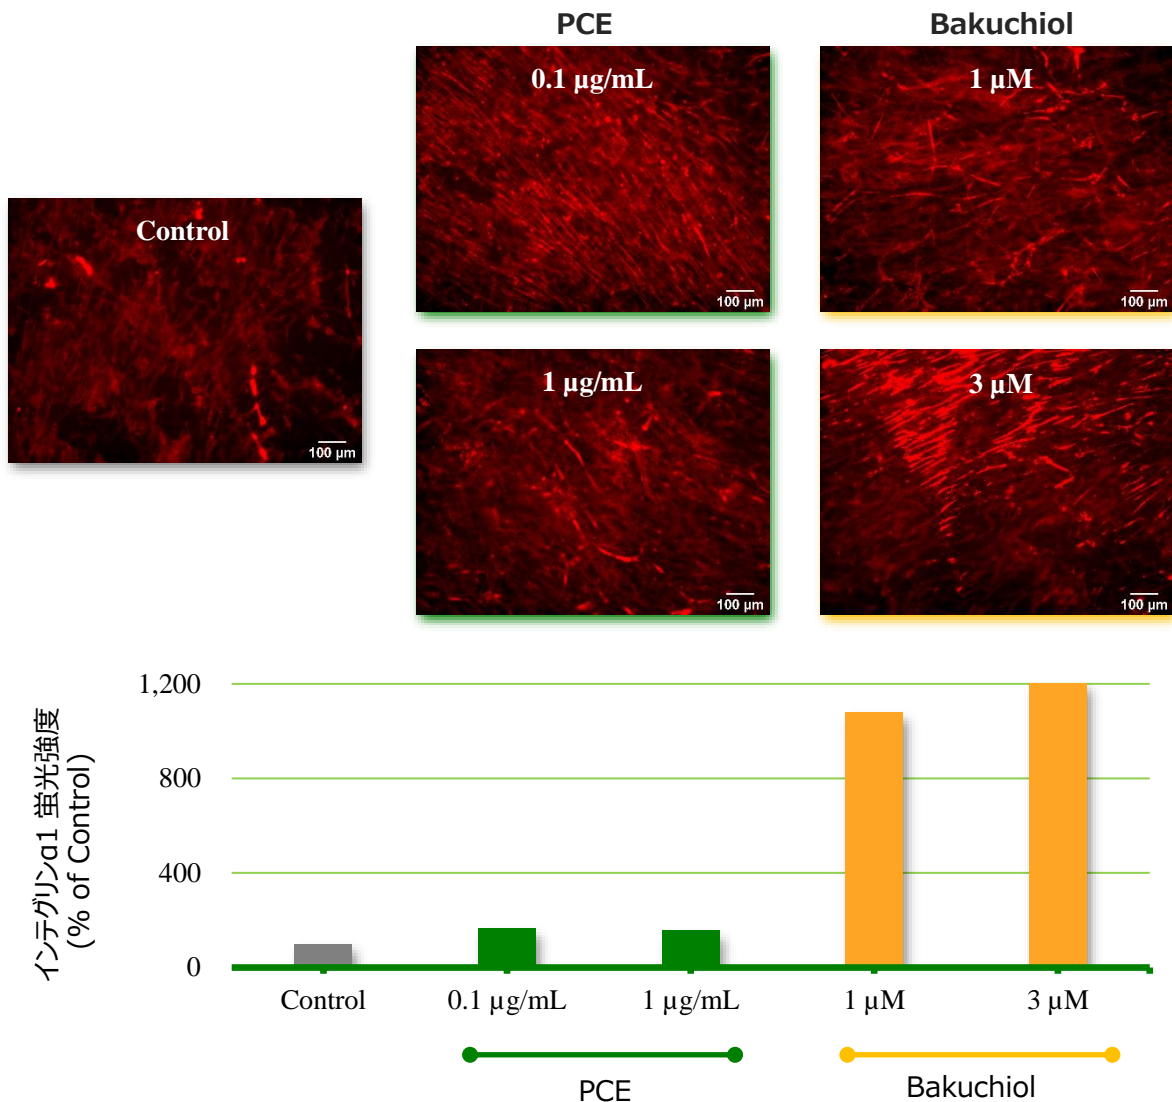 PCE
Bakuchiol
0.1 µg/mL
1 µM
100 µm
100 µm
Control
100 µm
1 µg/mL
3 µM
100 µm
100 µm
インテグリンα1 蛍光強度
(% of Control)
1,200
800
400
0
Control
0.1 µg/mL
1 µg/mL
1 µM
3 µM
PCE
Bakuchiol